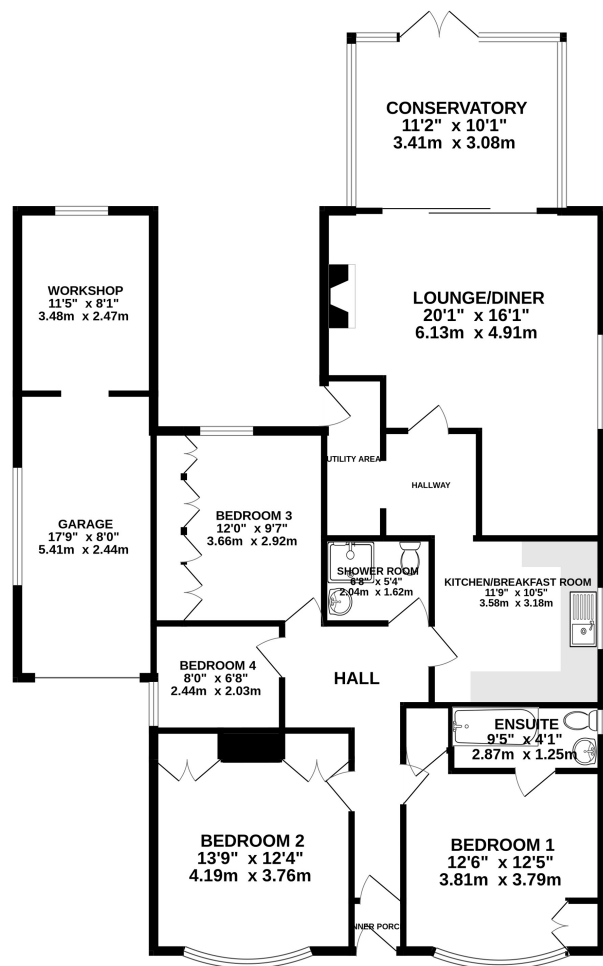 CONSERVATORY
11'2" x 10'1"
3.41m x 3.08m
WORKSHOP
11'5" x 8'1"
3.48m x 2.47m
LOUNGE/DINER
20'1" x 16'1"
6.13m x 4.91m
UTILITY AREA
HALLWAY
BEDROOM 3
12'0" x 9'7"
3.66m x 2.92m
GARAGE
17'9" x 8'0"
5.41m x 2.44m
SHOWER ROOM
6'8" x 5'4"
2.04m x 1.62m
KITCHEN/BREAKFAST ROOM
11'9" x 10'5"
3.58m x 3.18m
BEDROOM 4
8'0" x 6'8"
2.44m x 2.03m
HALL
ENSUITE
9'5" x 4'1"
2.87m x 1.25m
BEDROOM 2
13'9" x 12'4"
4.19m x 3.76m
BEDROOM 1
12'6" x 12'5"
3.81m x 3.79m
NNER PORC